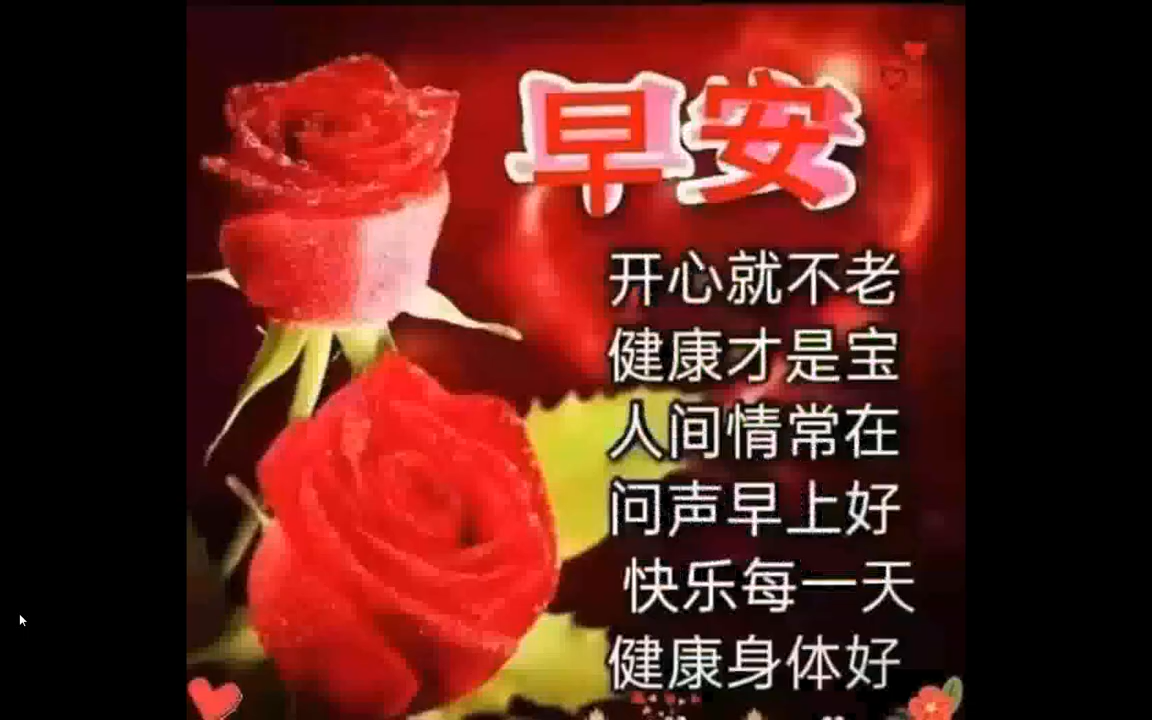 早安
开心就不老
健康才是宝
人间情常在
问声早上好
快乐每一天
健康身体好